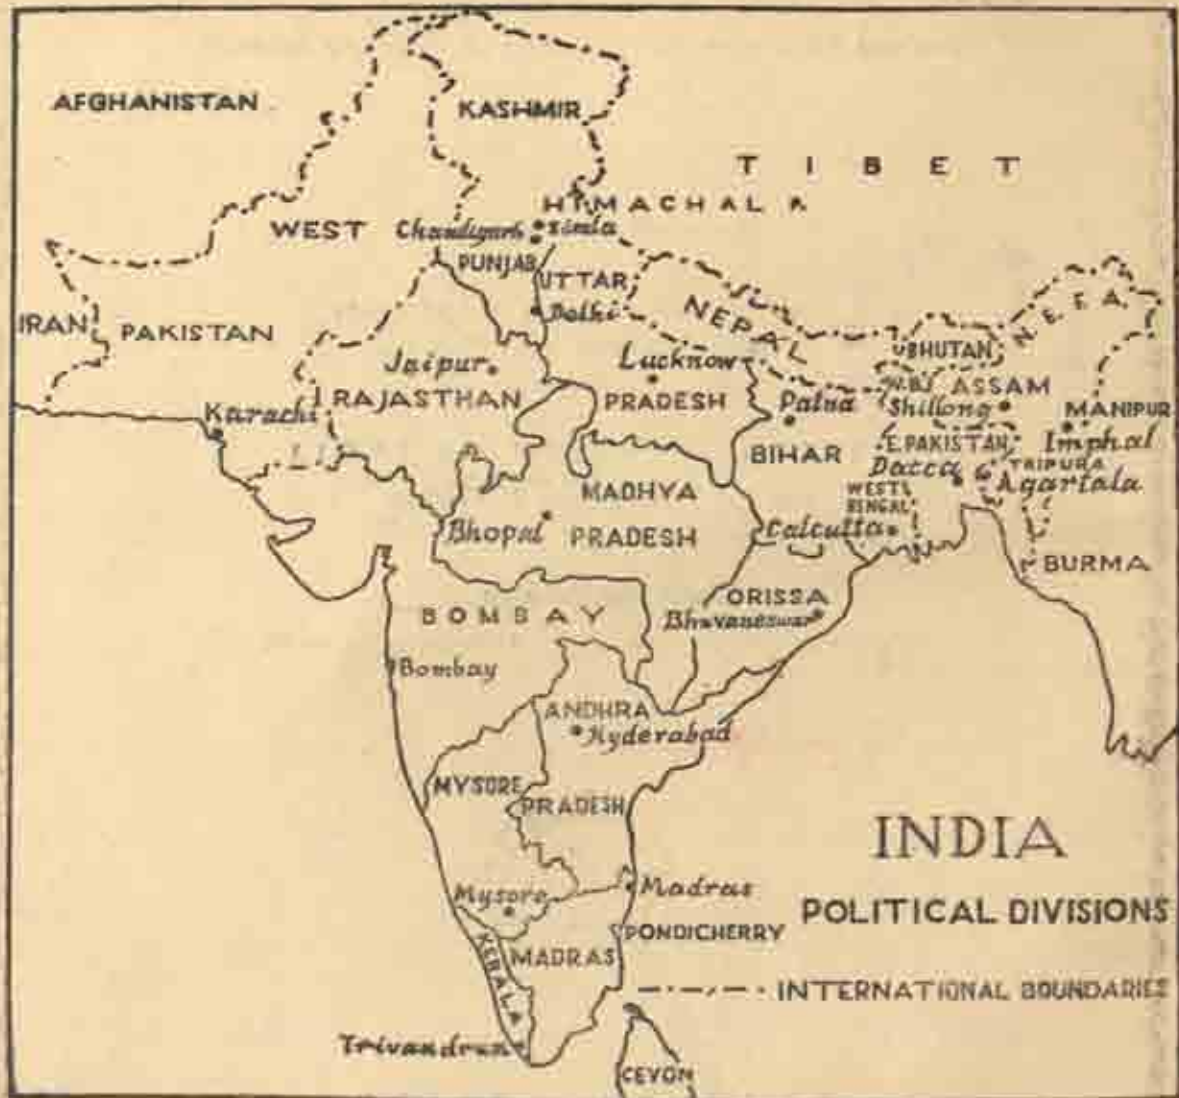 AFGHANISTAN
KASHMIR
T I B E T
HIMACHAL P.
WEST
Chandigarh
Simla
PUNJAB
UTTAR
Delhi
NEPAL
N.E.F.A.
IRAN
PAKISTAN
BHUTAN
Jaipur
Lucknow
W.B.
ASSAM
RAJASTHAN
PRADESH
Patna
Shillong
MANIPUR
Karachi
Imphal
BIHAR
E. PAKISTAN
Dacca
TRIPURA
Agartala
MADHYA
WEST
BENGAL
Bhopal
PRADESH
Calcutta
BURMA
BOMBAY
ORISSA
Bhuvaneswar
Bombay
ANDHRA
Hyderabad
MYSORE
PRADESH
INDIA
Mysore
Madras
POLITICAL DIVISIONS
PONDICHERRY
KERALA
MADRAS
INTERNATIONAL BOUNDARIES
Trivandrum
CEYON